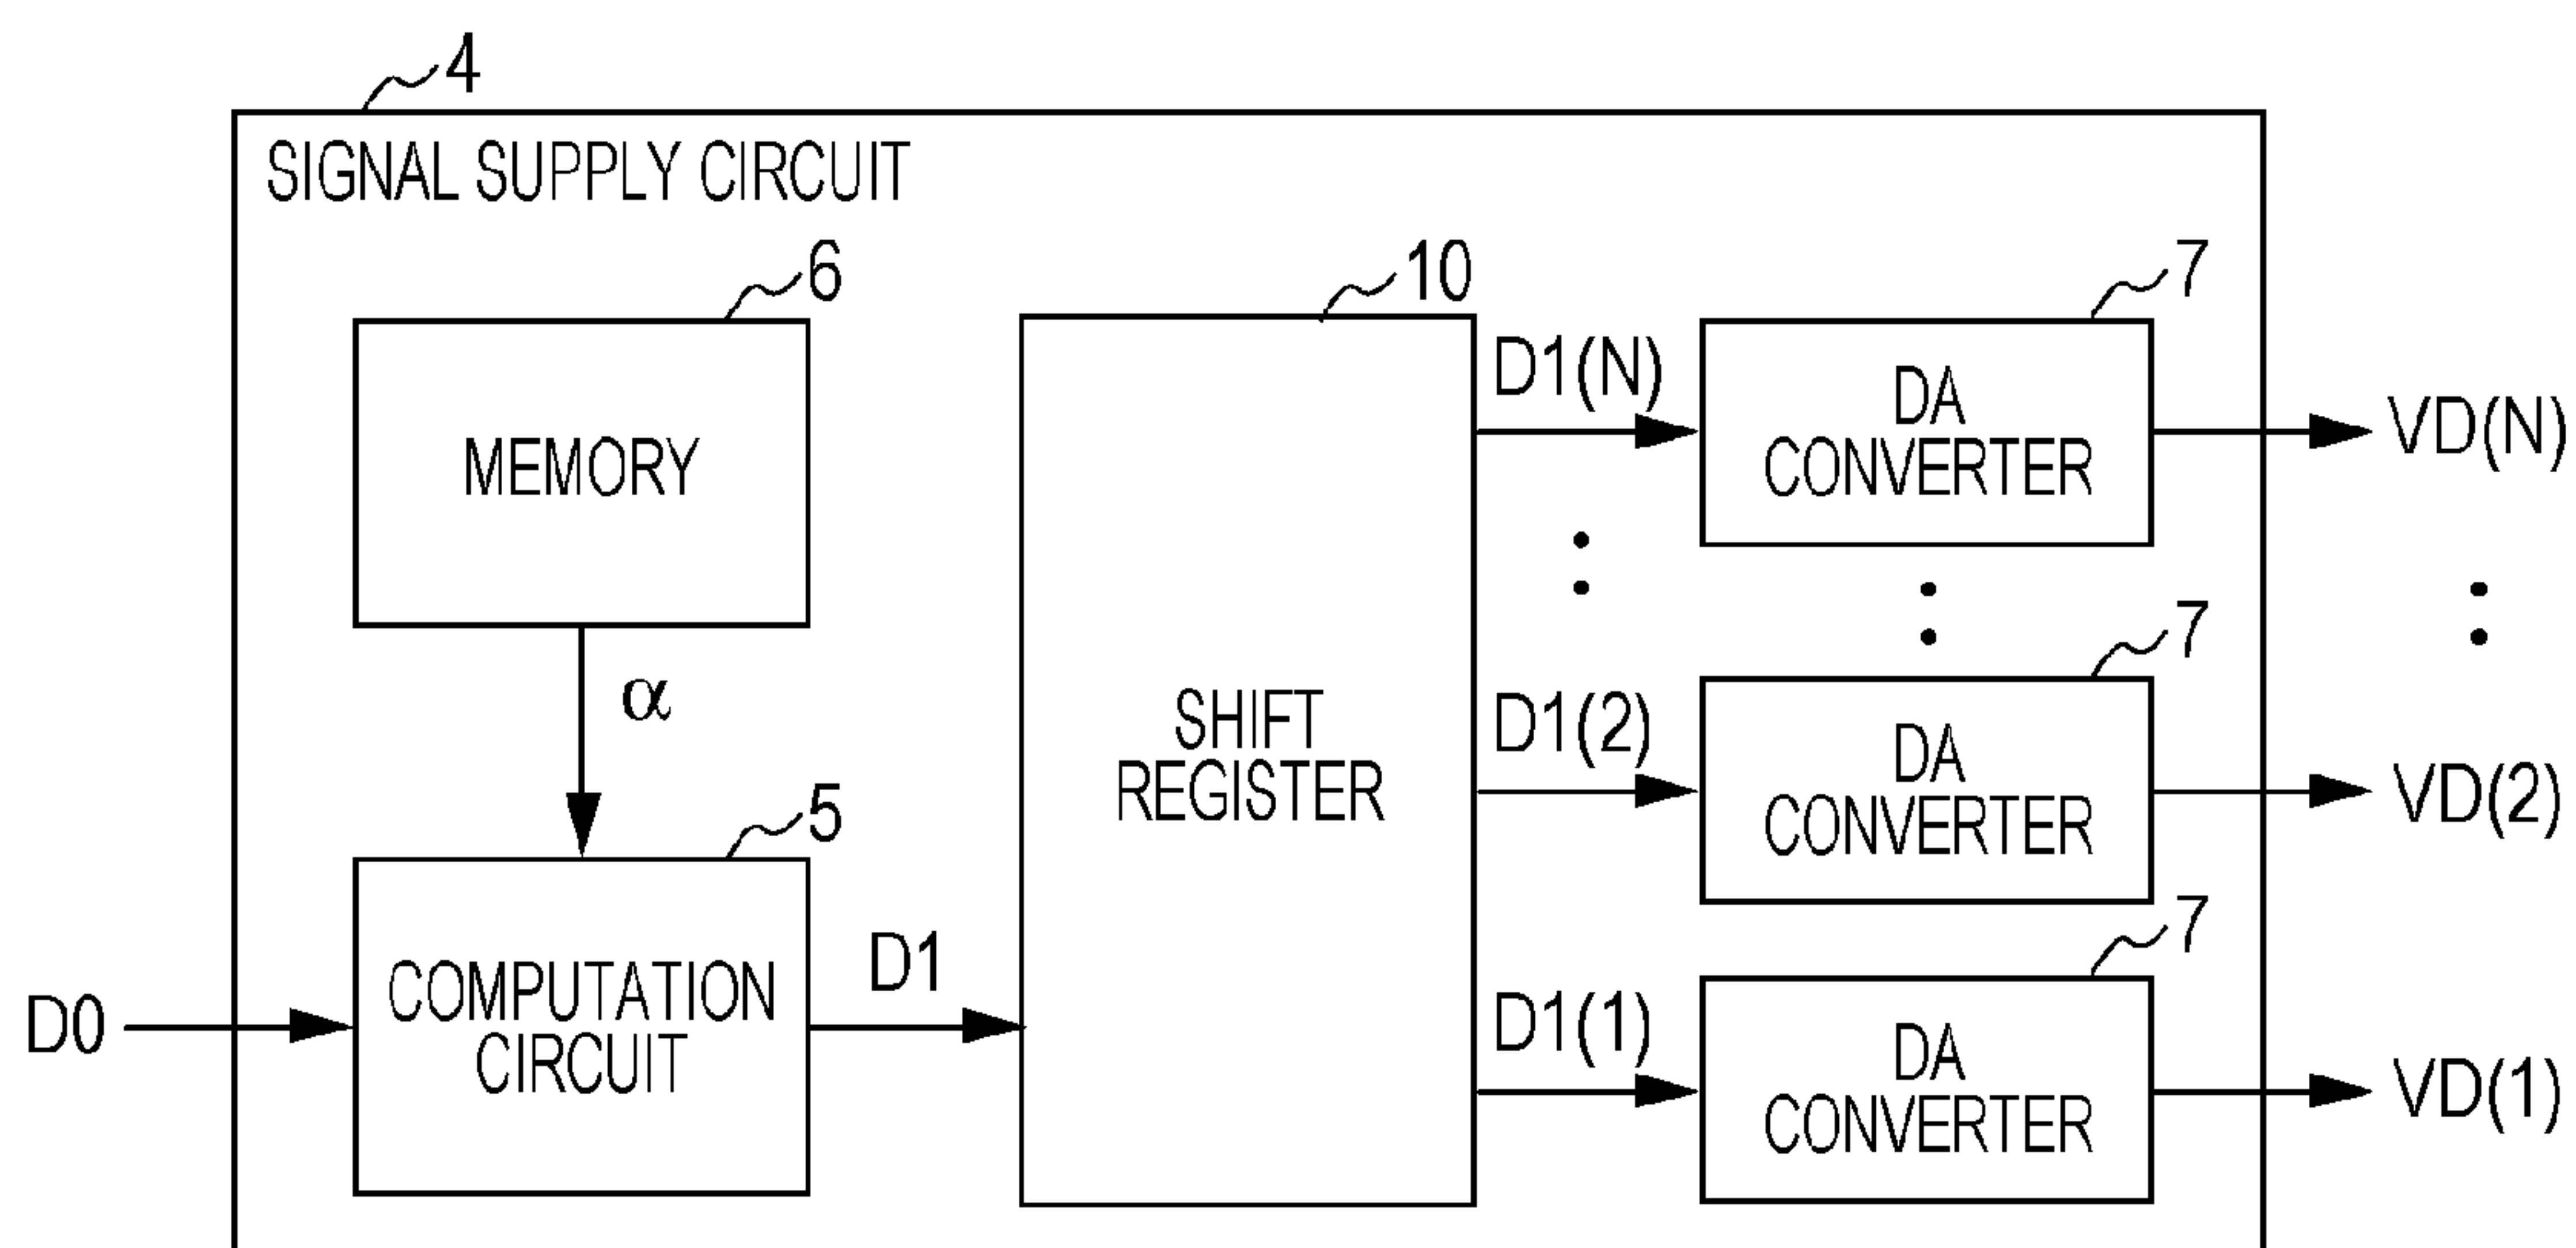 4
SIGNAL SUPPLY CIRCUIT
6
MEMORY
α
5
COMPUTATION
CIRCUIT
D0
D1
10
SHIFT
REGISTER
D1(N)
7
DA
CONVERTER
VD(N)
D1(2)
7
DA
CONVERTER
VD(2)
D1(1)
7
DA
CONVERTER
VD(1)